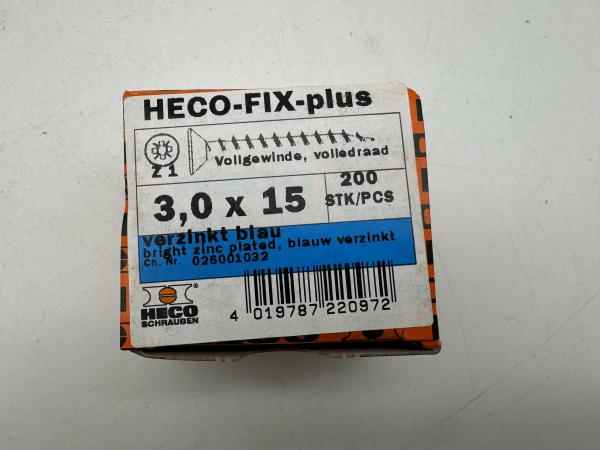 HECO-FIX-plus
Z 1
Vollgewinde, volledraad
3,0 x 15
200
STK/PCS
verzinkt blau
bright zinc plated, blauw verzinkt
Ch. Nr. 026001032
HECO®
SCHRAUBEN
4 019787 220972